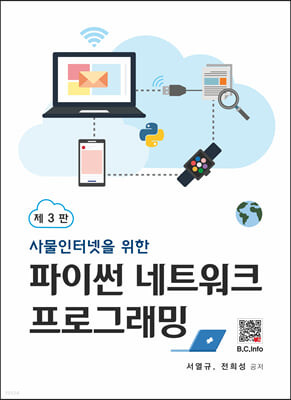 제 3 판
사물인터넷을 위한
파이썬 네트워크
프로그래밍
B.C.info
서열규, 전희성 공저